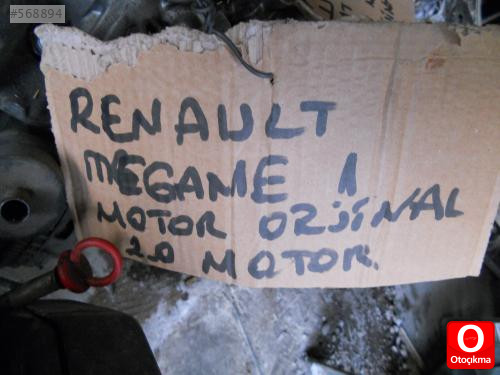 #568894
RENAULT
MEGAME 1
MOTOR ORJİNAL
2.0 MOTOR.
O
Otoçıkma